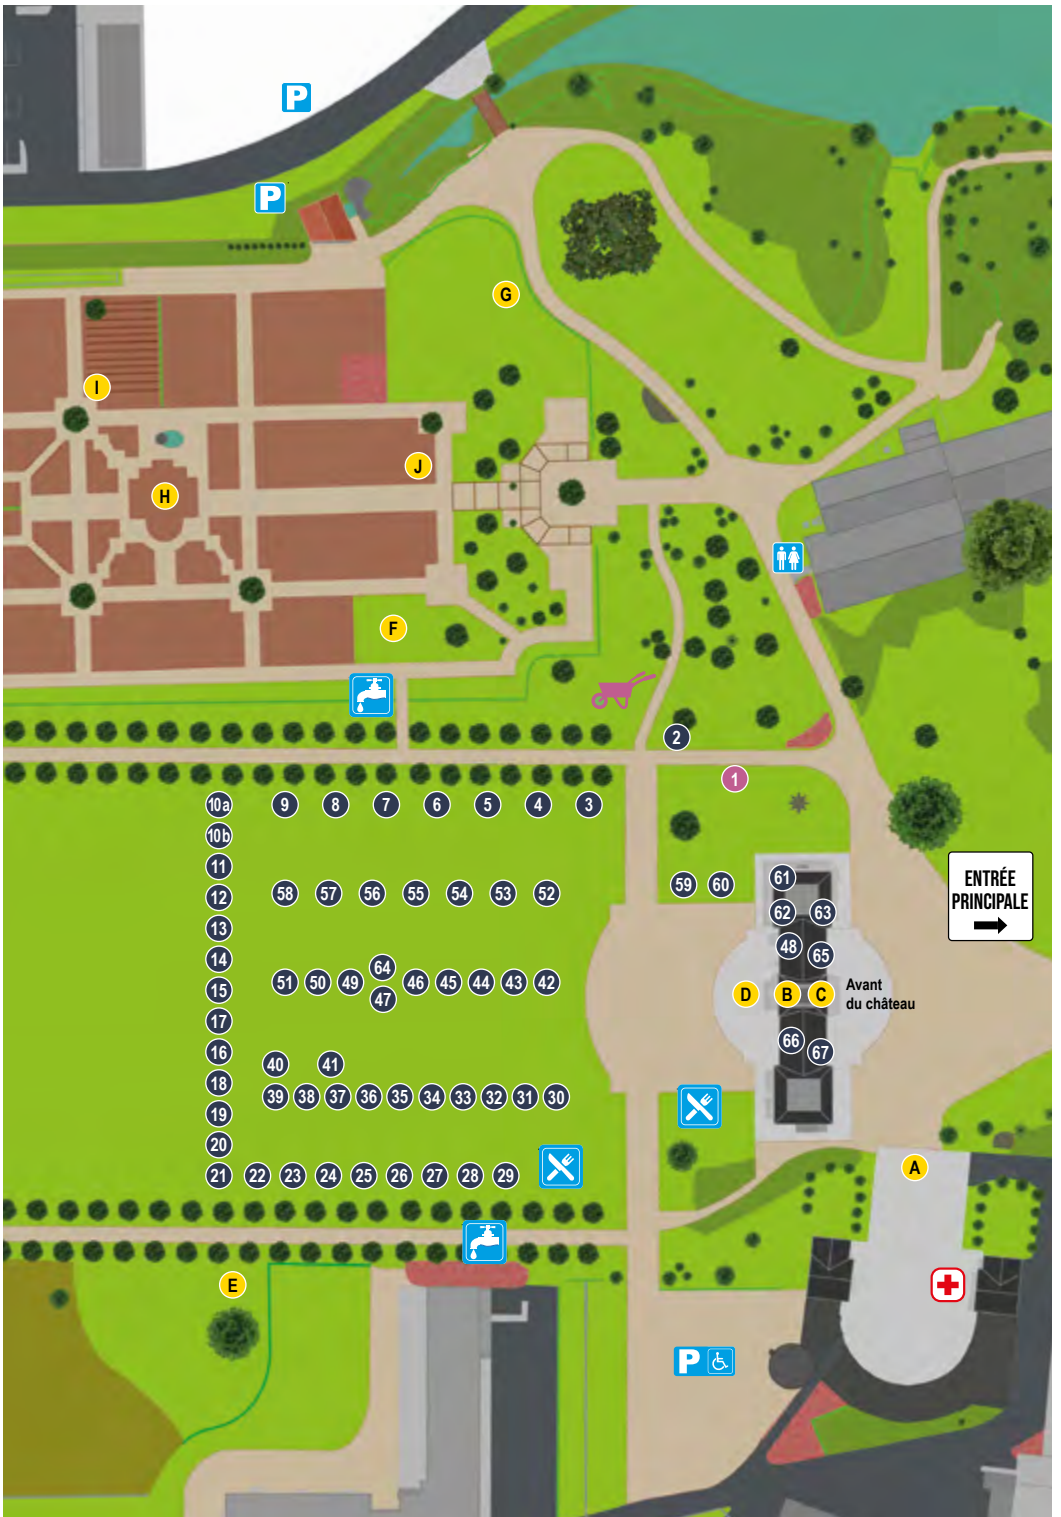 P
P
G
I
J
H
F
2
1
10a 9 8 7 6 5 4 3
10b
11
12 58 57 56 55 54 53 52
59 60 61
62 63
13
48 65
14
64
51 50 49 46 45 44 43 42
47
15
D B C
Avant
du château
ENTRÉE
PRINCIPALE
17
16
40 41
66 67
18
39 38 37 36 35 34 33 32 31 30
19
20
21 22 23 24 25 26 27 28 29
A
E
P